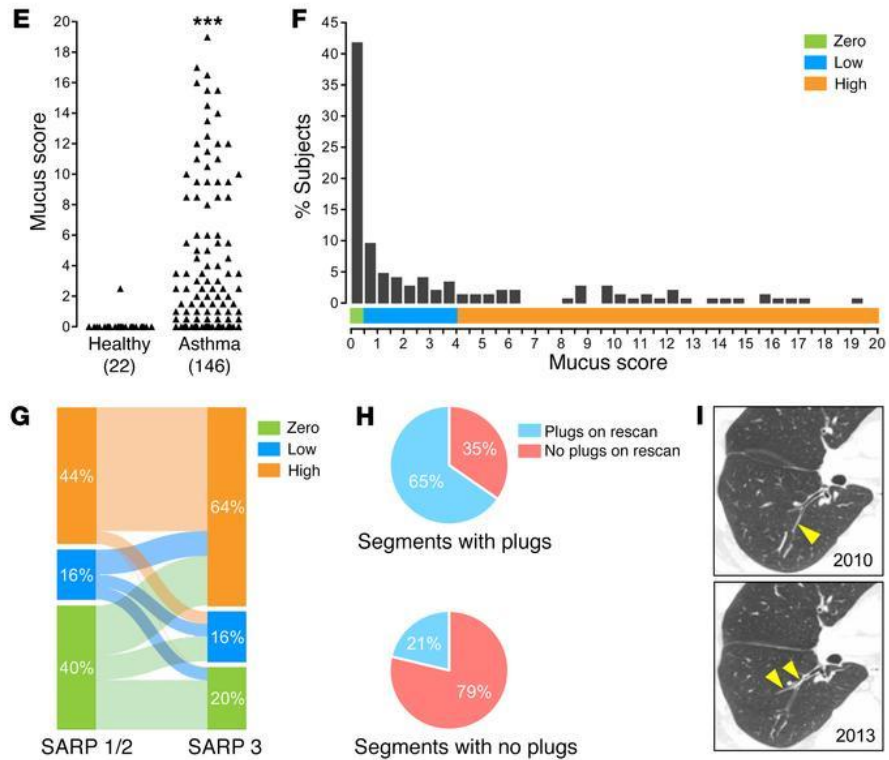 E
Mucus score
20
18
16
14
12
10
8
6
4
2
0
***
Healthy
(22)
Asthma
(146)
F
% Subjects
45
40
35
30
25
20
15
10
5
0
Zero
Low
High
0 1 2 3 4 5 6 7 8 9 10 11 12 13 14 15 16 17 18 19 20
Mucus score
G
44%
16%
40%
64%
16%
20%
Zero
Low
High
SARP 1/2 SARP 3
H
35%
65%
Plugs on rescan
No plugs on rescan
Segments with plugs
21%
79%
Segments with no plugs
I
2010
2013